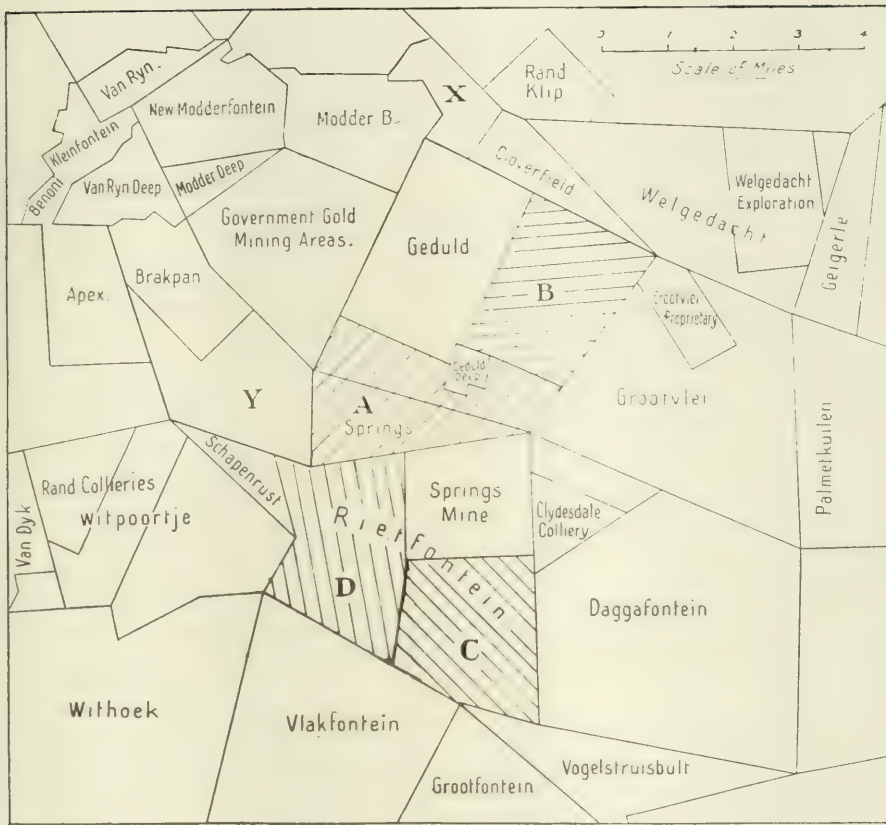 0 1 2 3 4
Scale of Miles
Van Ryn.
New Modderfontein
Modder B.
X
Rand
Klip
Kleinfontein
Benoni
Van Ryn Deep
Modder Deep
Cloverfield
Welgedacht
Welgedacht
Exploration
Geigerle
Government Gold
Mining Areas.
Geduld
B
Apex.
Brakpan
Grootvlei
Proprietary
Geduld
Deep
Y
A
Springs
Grootvlei
Palmetkuilen
Schapenrust
Rand Collieries
Witpoortje
Van Dyk
Rietfontein
Springs
Mine
Clydesdale
Colliery
D
C
Daggafontein
Withoek
Vlakfontein
Grootfontein
Vogelstruisbult